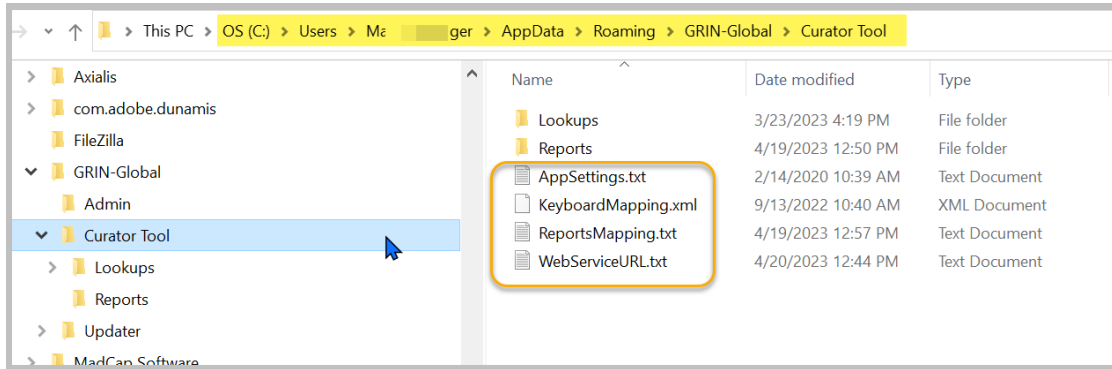 This PC > OS (C:) > Users > Ma ger > AppData > Roaming > GRIN-Global > Curator Tool
Axialis
com.adobe.dunamis
FileZilla
GRIN-Global
Admin
Curator Tool
Lookups
Reports
Updater
MadCap Software
Name Date modified Type
Lookups 3/23/2023 4:19 PM File folder
Reports 4/19/2023 12:50 PM File folder
AppSettings.txt 2/14/2020 10:39 AM Text Document
KeyboardMapping.xml 9/13/2022 10:40 AM XML Document
ReportsMapping.txt 4/19/2023 12:57 PM Text Document
WebServiceURL.txt 4/20/2023 12:44 PM Text Document